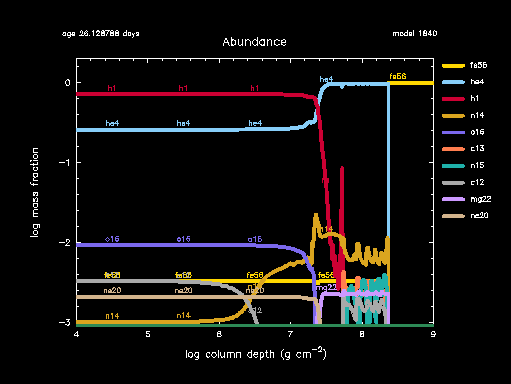 age 26.128788 days
model 1840
Abundance
he4
fe56
h1 h1 h1
he4 he4 he4
n14
o16 o16 o16
fe56 fe56 fe56 fe56
ne20 ne20
mg22
c12
n14 n14
0
−1
−2
−3
4 5 6 7 8 9
log mass fraction
log column depth (g cm−2)
fe56
he4
h1
n14
o16
c13
n15
c12
mg22
ne20